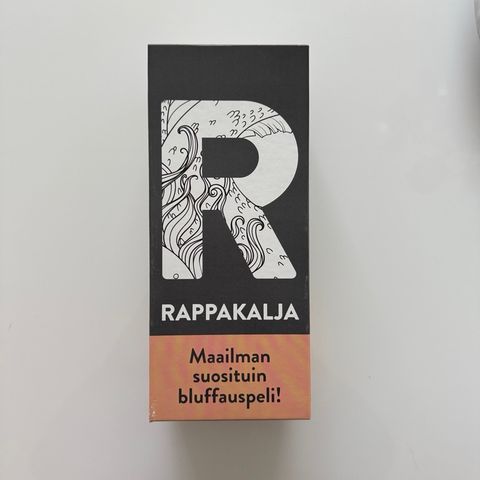 R
RAPPAKALJA
Maailman
suosituin
bluffauspeli!